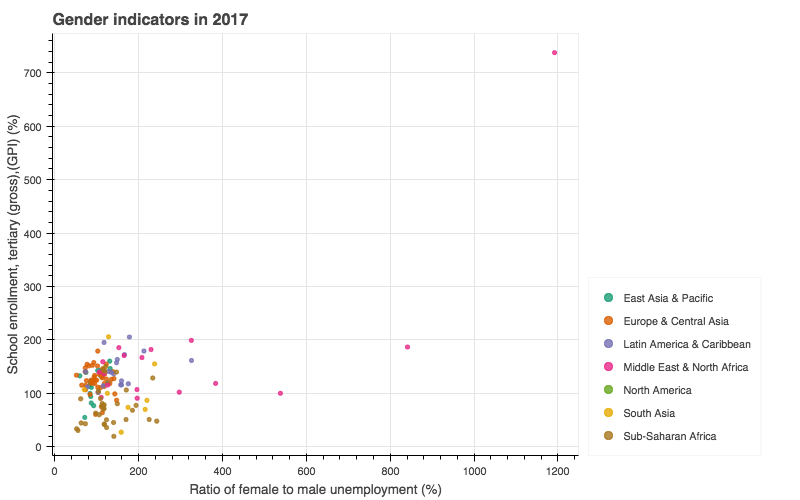 Gender indicators in 2017
School enrollment, tertiary (gross),(GPI) (%)
700
600
500
400
300
200
100
0
0 200 400 600 800 1000 1200
Ratio of female to male unemployment (%)
East Asia & Pacific
Europe & Central Asia
Latin America & Caribbean
Middle East & North Africa
North America
South Asia
Sub-Saharan Africa